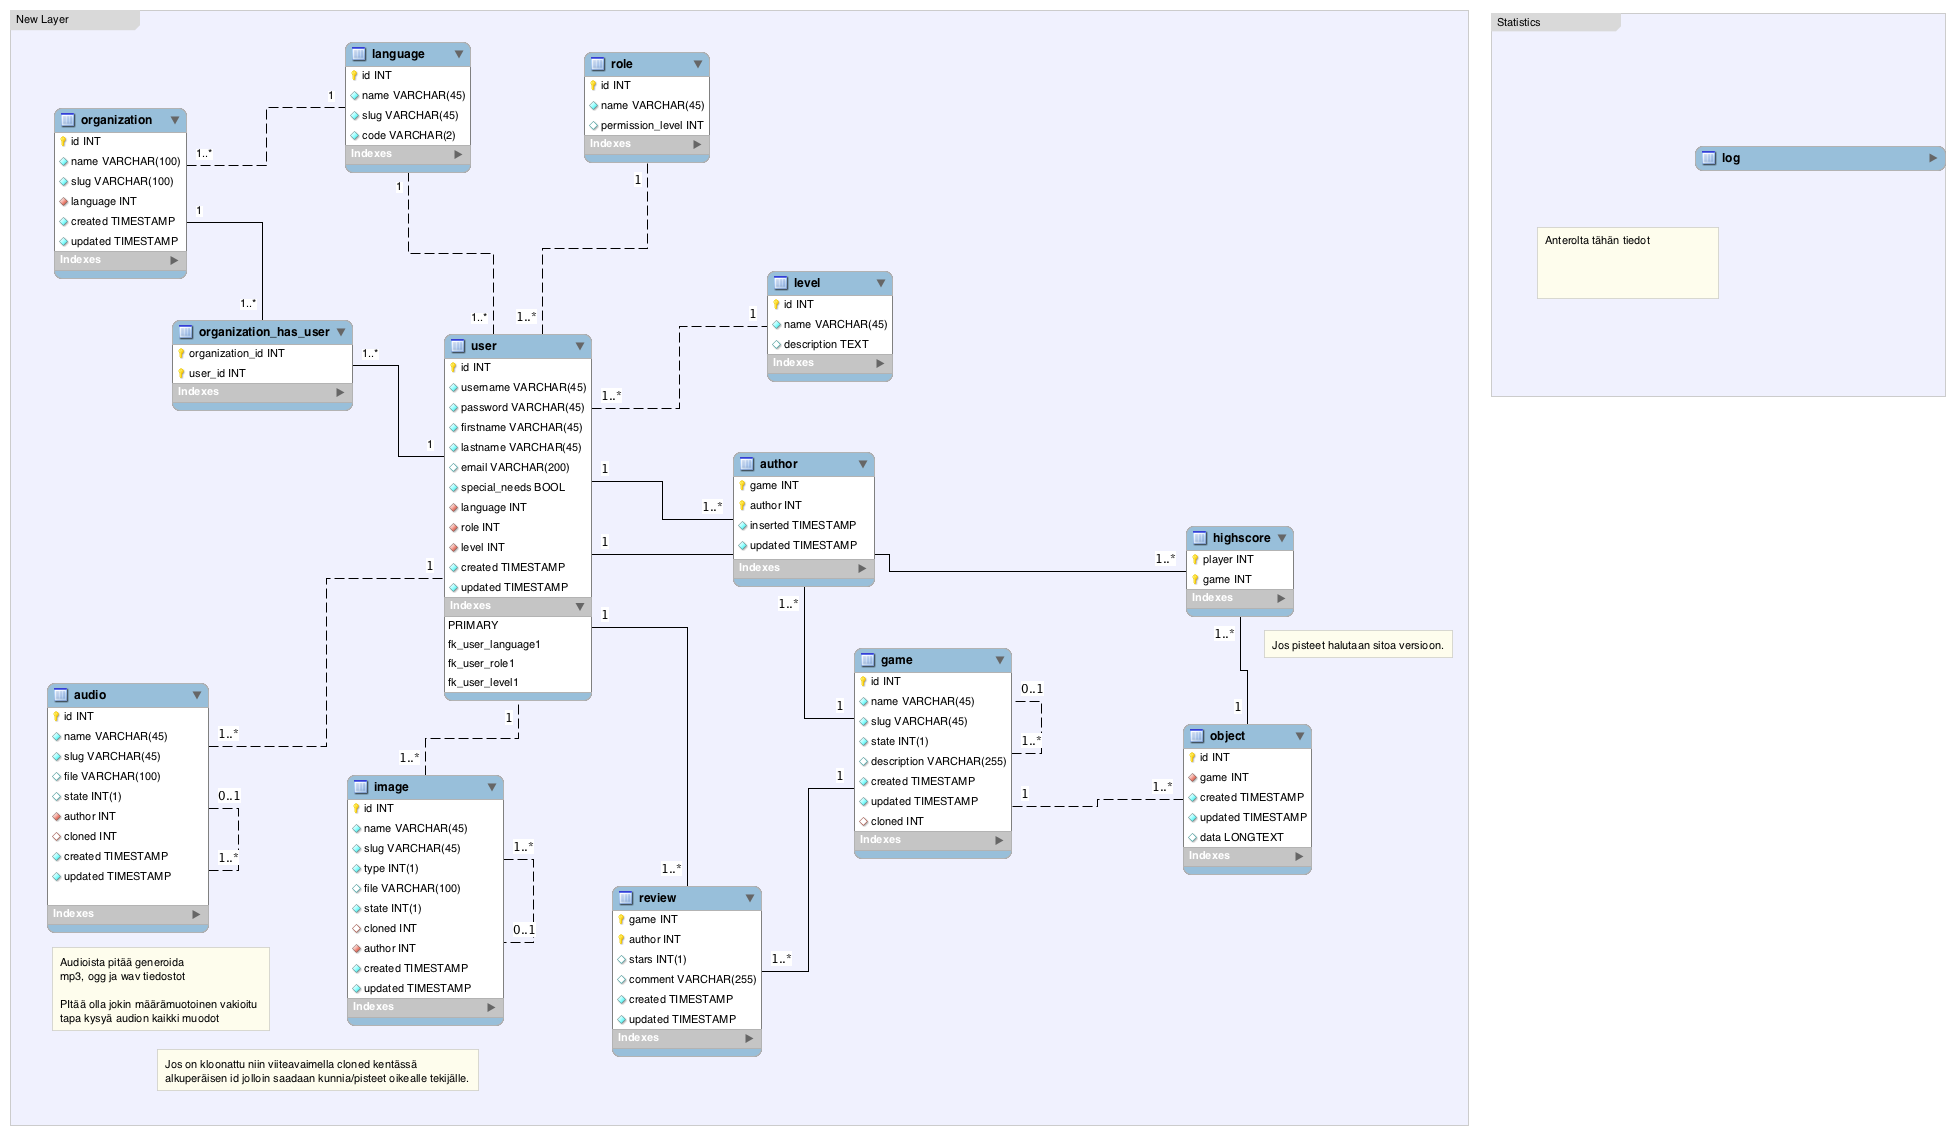 New Layer
language
id INT
name VARCHAR(45)
slug VARCHAR(45)
code VARCHAR(2)
Indexes
role
id INT
name VARCHAR(45)
permission_level INT
Indexes
organization
id INT
name VARCHAR(100)
slug VARCHAR(100)
language INT
created TIMESTAMP
updated TIMESTAMP
Indexes
1
1..*
1
1..*
1
1..*
1
1..*
organization_has_user
organization_id INT
user_id INT
Indexes
1..*
1
level
id INT
name VARCHAR(45)
description TEXT
Indexes
1
1..*
user
id INT
username VARCHAR(45)
password VARCHAR(45)
firstname VARCHAR(45)
lastname VARCHAR(45)
email VARCHAR(200)
special_needs BOOL
language INT
role INT
level INT
created TIMESTAMP
updated TIMESTAMP
Indexes
PRIMARY
fk_user_language1
fk_user_role1
fk_user_level1
1
1..*
1
1..*
1
1..*
1
1..*
1
1..*
author
game INT
author INT
inserted TIMESTAMP
updated TIMESTAMP
Indexes
1..*
1
highscore
player INT
game INT
Indexes
1..*
1
Jos pisteet halutaan sitoa versioon.
game
id INT
name VARCHAR(45)
slug VARCHAR(45)
state INT(1)
description VARCHAR(255)
created TIMESTAMP
updated TIMESTAMP
cloned INT
Indexes
0..1
1..*
1
1..*
object
id INT
game INT
created TIMESTAMP
updated TIMESTAMP
data LONGTEXT
Indexes
audio
id INT
name VARCHAR(45)
slug VARCHAR(45)
file VARCHAR(100)
state INT(1)
author INT
cloned INT
created TIMESTAMP
updated TIMESTAMP
Indexes
0..1
1..*
image
id INT
name VARCHAR(45)
slug VARCHAR(45)
type INT(1)
file VARCHAR(100)
state INT(1)
cloned INT
author INT
created TIMESTAMP
updated TIMESTAMP
Indexes
1..*
0..1
review
game INT
author INT
stars INT(1)
comment VARCHAR(255)
created TIMESTAMP
updated TIMESTAMP
Indexes
1
1..*
Audioista pitää generoida
mp3, ogg ja wav tiedostot
PItää olla jokin määrämuotoinen vakioitu
tapa kysyä audion kaikki muodot
Jos on kloonattu niin viiteavaimella cloned kentässä
alkuperäisen id jolloin saadaan kunnia/pisteet oikealle tekijälle.
Statistics
log
Anterolta tähän tiedot